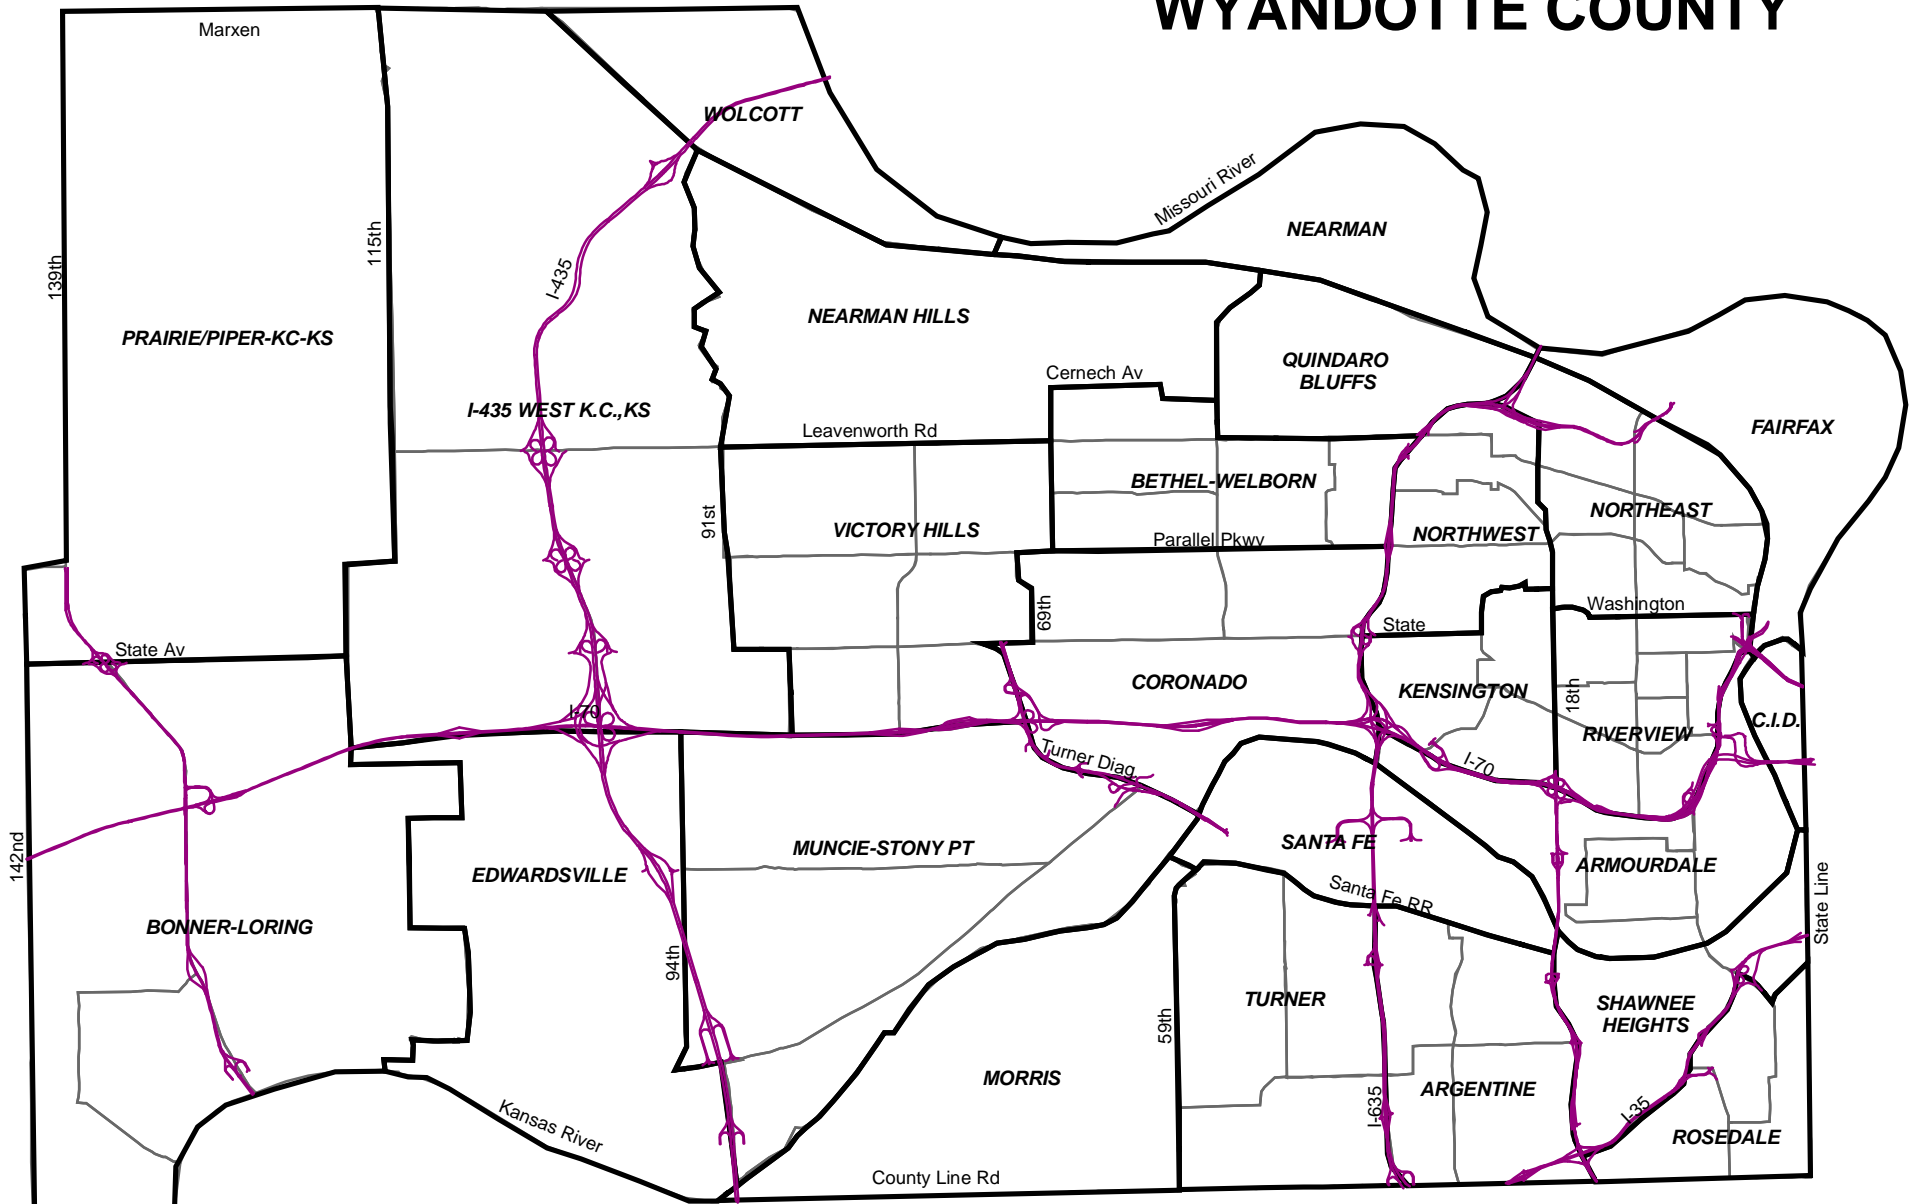 WYANDOTTE COUNTY
Marxen
WOLCOTT
Missouri River
NEARMAN
139th
115th
I-435
PRAIRIE/PIPER-KC-KS
NEARMAN HILLS
QUINDARO
BLUFFS
Cernech Av
I-435 WEST K.C.,KS
Leavenworth Rd
FAIRFAX
BETHEL-WELBORN
91st
VICTORY HILLS
NORTHEAST
NORTHWEST
Parallel Pkwy
69th
Washington
State
State Av
CORONADO
KENSINGTON
18th
I-70
RIVERVIEW
C.I.D.
Turner Diag
I-70
142nd
MUNCIE-STONY PT
SANTA FE
ARMOURDALE
EDWARDSVILLE
Santa Fe RR
State Line
BONNER-LORING
94th
TURNER
SHAWNEE
HEIGHTS
59th
MORRIS
ARGENTINE
I-635
I-35
Kansas River
ROSEDALE
County Line Rd